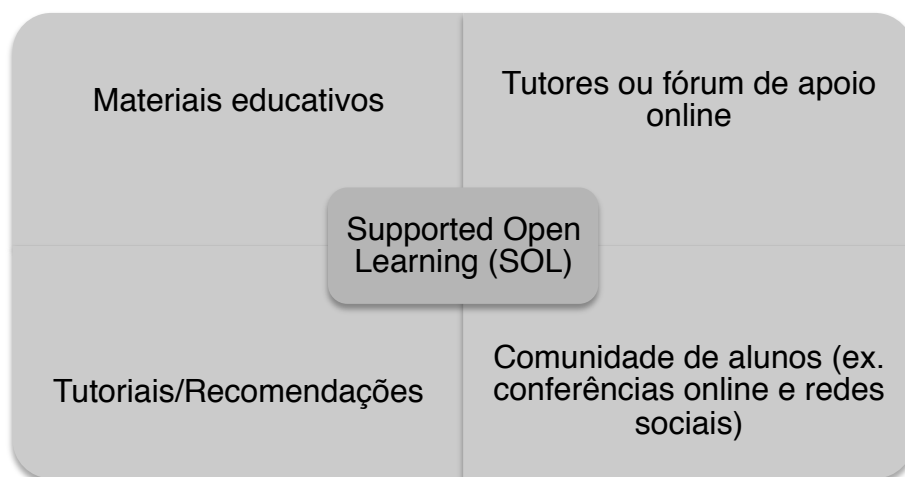 Materiais educativos
Tutores ou fórum de apoio
online
Supported Open
Learning (SOL)
Tutoriais/Recomendações
Comunidade de alunos (ex.
conferências online e redes
sociais)